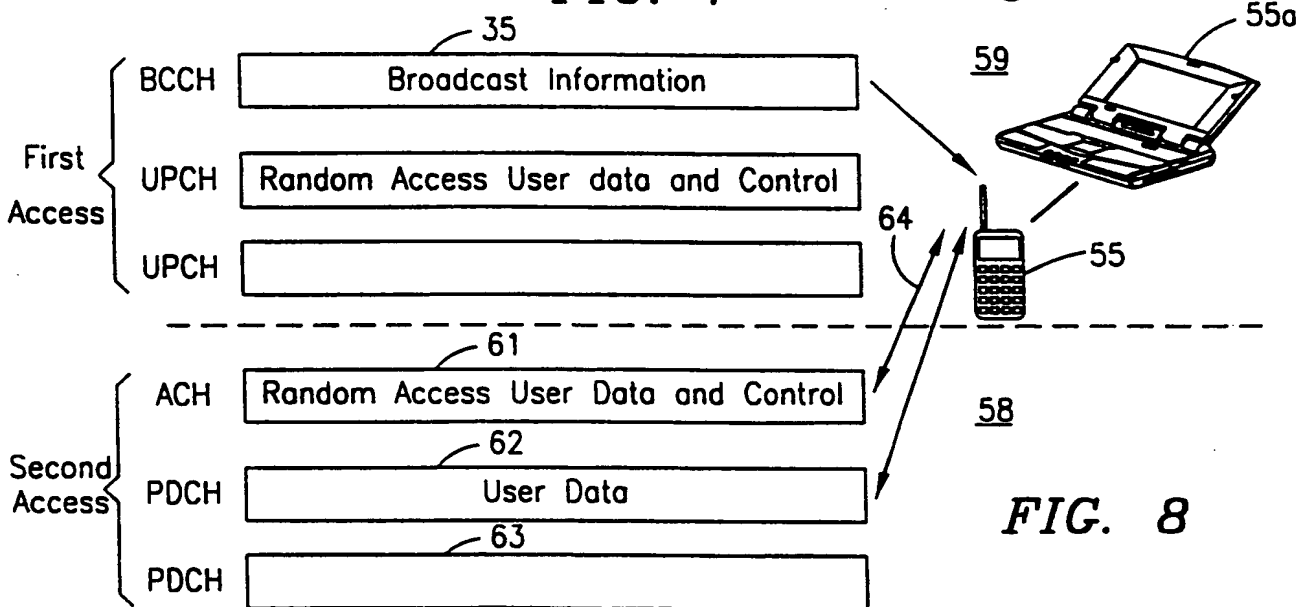 35
55a
BCCH Broadcast Information
59
First Access
UPCH Random Access User data and Control
64
UPCH
55
61
ACH Random Access User Data and Control
58
Second Access
62
PDCH User Data
FIG. 8
63
PDCH